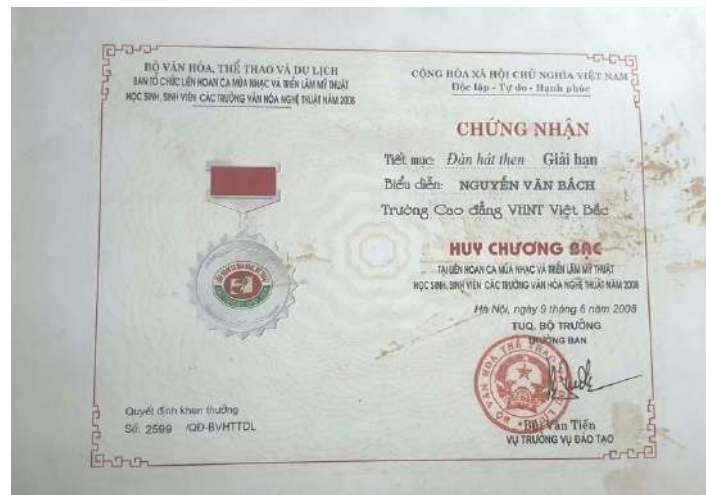 BỘ VĂN HÓA, THỂ THAO VÀ DU LỊCH
BAN TỔ CHỨC LIÊN HOAN CA MÚA NHẠC VÀ TRIỂN LÃM MỸ THUẬT
HỌC SINH, SINH VIÊN CÁC TRƯỜNG VĂN HÓA NGHỆ THUẬT NĂM 2008
CỘNG HÒA XÃ HỘI CHỦ NGHĨA VIỆT NAM
Độc lập - Tự do - Hạnh phúc
CHỨNG NHẬN
Tiết mục: Đàn hát then Giải hạn
Biểu diễn: NGUYỄN VĂN BÁCH
Trường Cao đẳng VHNT Việt Bắc
HUY CHƯƠNG BẠC
TẠI LIÊN HOAN CA MÚA NHẠC VÀ TRIỂN LÃM MỸ THUẬT
HỌC SINH, SINH VIÊN CÁC TRƯỜNG VĂN HÓA NGHỆ THUẬT NĂM 2008
Hà Nội, ngày 9 tháng 6 năm 2008
TUQ. BỘ TRƯỞNG
TRƯỞNG BAN
Bùi Văn Tiến
VỤ TRƯỞNG VỤ ĐÀO TẠO
Quyết định khen thưởng
Số: 2599 /QĐ-BVHTTDL